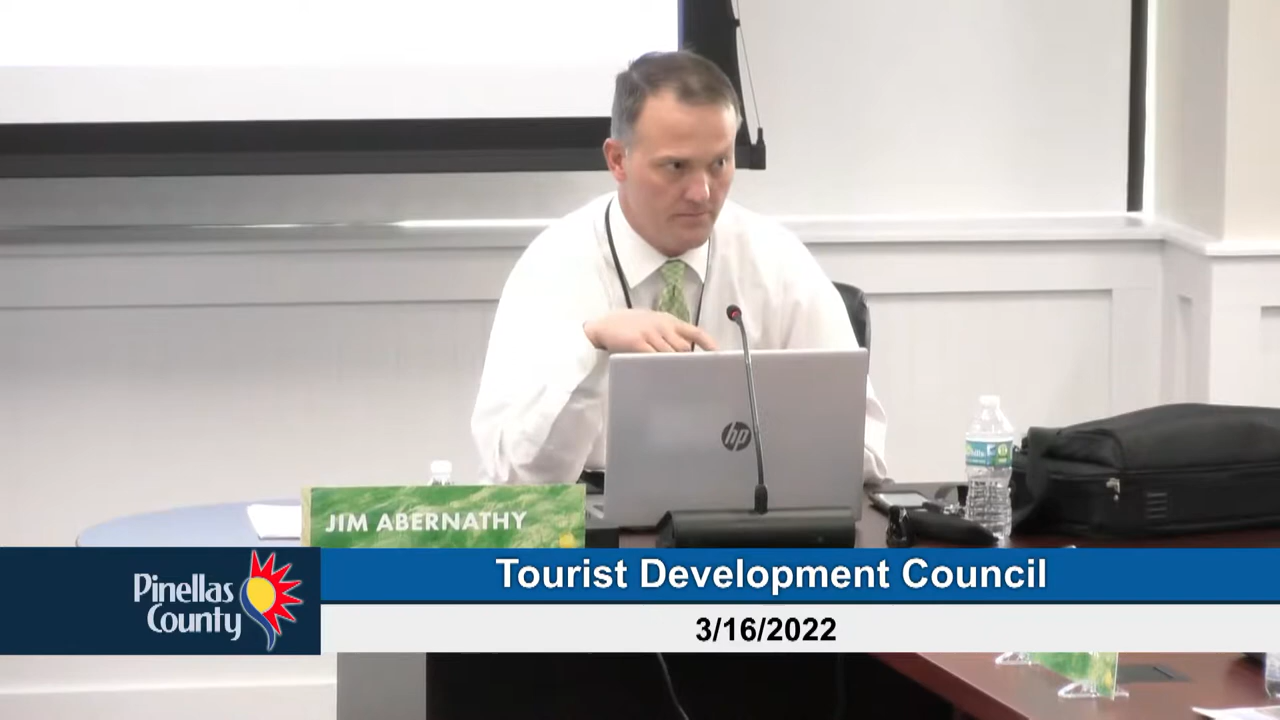 hp
JIM ABERNATHY
Pinellas
County
Tourist Development Council
3/16/2022